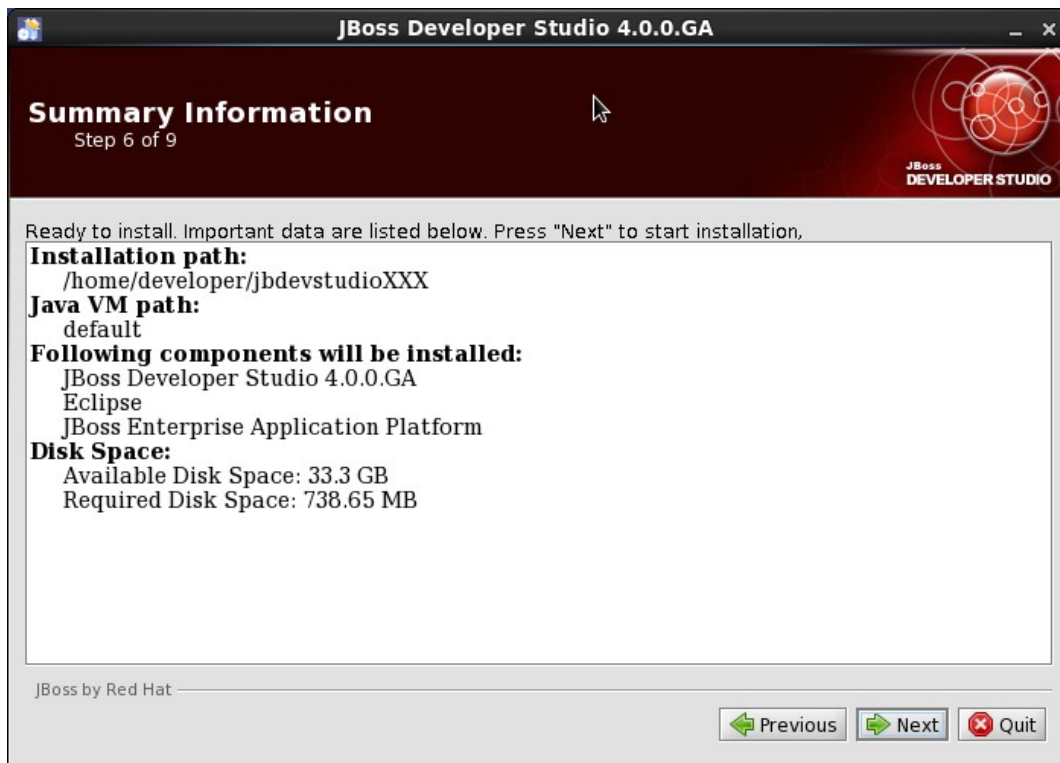 JBoss Developer Studio 4.0.0.GA
Summary Information
Step 6 of 9
JBoss
DEVELOPER STUDIO
Ready to install. Important data are listed below. Press "Next" to start installation,
Installation path:
/home/developer/jbdevstudioXXX
Java VM path:
default
Following components will be installed:
JBoss Developer Studio 4.0.0.GA
Eclipse
JBoss Enterprise Application Platform
Disk Space:
Available Disk Space: 33.3 GB
Required Disk Space: 738.65 MB
JBoss by Red Hat
Previous Next Quit